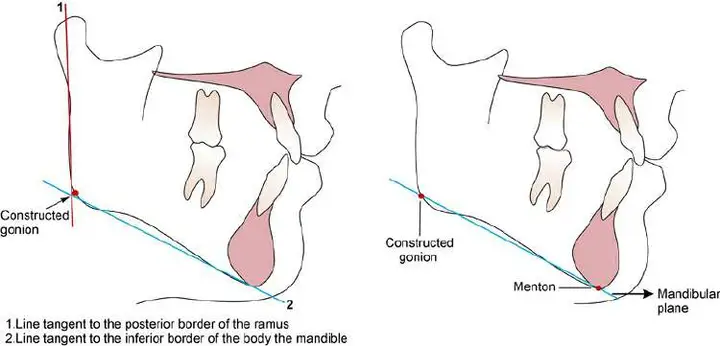 1
Constructed
gonion
2
1.Line tangent to the posterior border of the ramus
2.Line tangent to the inferior border of the body the mandible
Constructed
gonion
Menton
Mandibular
plane